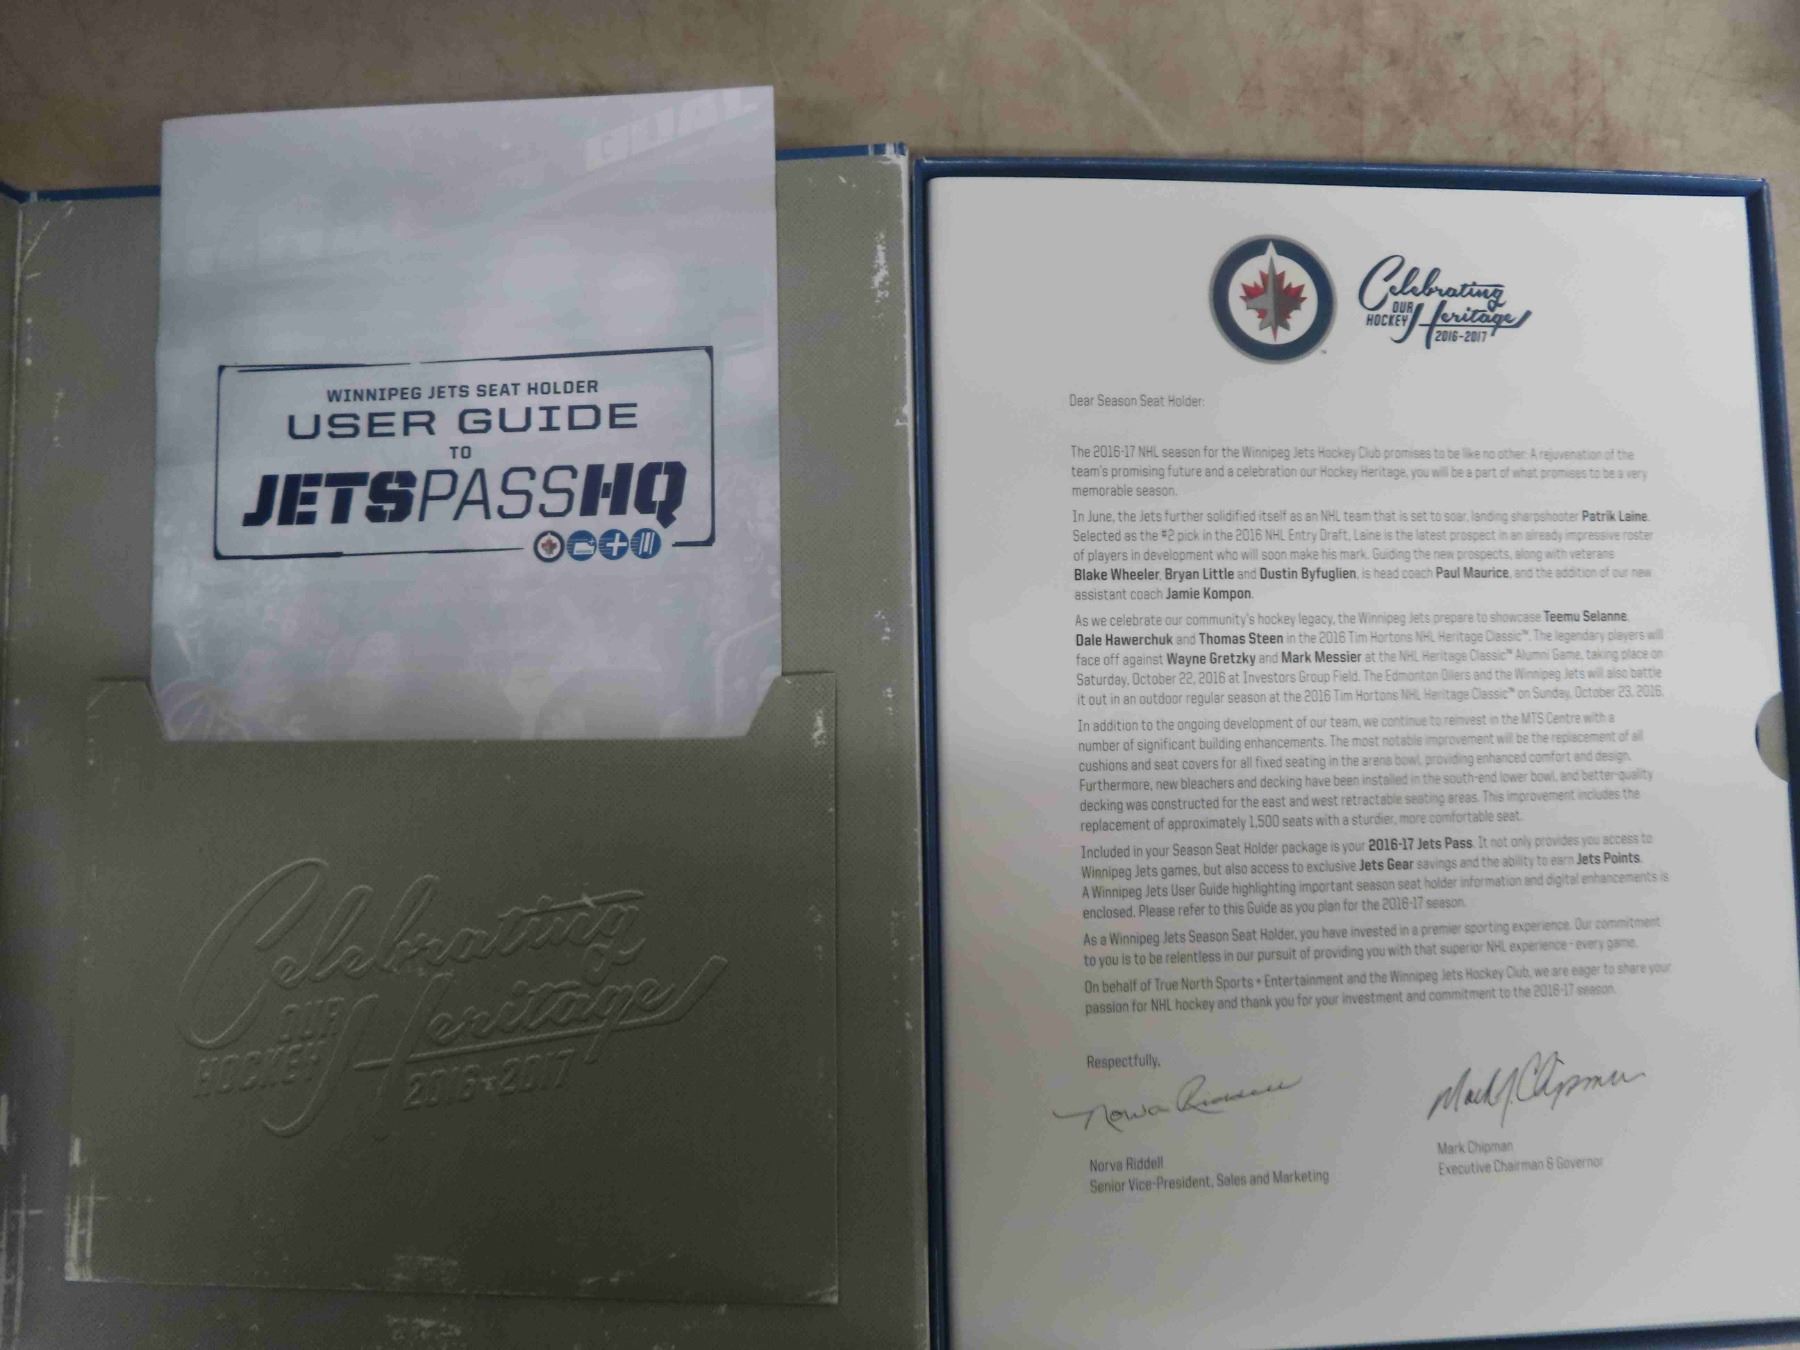 WINNIPEG JETS SEAT HOLDER
USER GUIDE
TO
JETSPASSHQ
Celebrating
OUR
HOCKEY Heritage
2016-2017
Celebrating
OUR
HOCKEY Heritage
2016-2017
Dear Season Seat Holder:
The 2016-17 NHL season for the Winnipeg Jets Hockey Club promises to be like no other. A rejuvenation of the
team's promising future and a celebration our Hockey Heritage, you will be a part of what promises to be a very
memorable season.
In June, the Jets further solidified itself as an NHL team that is set to soar, landing sharpshooter Patrik Laine.
Selected as the #2 pick in the 2016 NHL Entry Draft, Laine is the latest prospect in an already impressive roster
of players in development who will soon make his mark. Guiding the new prospects, along with veterans
Blake Wheeler, Bryan Little and Dustin Byfuglien, is head coach Paul Maurice, and the addition of our new
assistant coach Jamie Kompon.
As we celebrate our community's hockey legacy, the Winnipeg Jets prepare to showcase Teemu Selanne,
Dale Hawerchuk and Thomas Steen in the 2016 Tim Hortons NHL Heritage Classic™. The legendary players will
face off against Wayne Gretzky and Mark Messier at the NHL Heritage Classic™ Alumni Game, taking place on
Saturday, October 22, 2016 at Investors Group Field. The Edmonton Oilers and the Winnipeg Jets will also battle
it out in an outdoor regular season at the 2016 Tim Hortons NHL Heritage Classic™ on Sunday, October 23, 2016.
In addition to the ongoing development of our team, we continue to reinvest in the MTS Centre with a
number of significant building enhancements. The most notable improvement will be the replacement of all
cushions and seat covers for all fixed seating in the arena bowl, providing enhanced comfort and design.
Furthermore, new bleachers and decking have been installed in the south-end lower bowl, and better-quality
decking was constructed for the east and west retractable seating areas. This improvement includes the
replacement of approximately 1,500 seats with a sturdier, more comfortable seat.
Included in your Season Seat Holder package is your 2016-17 Jets Pass. It not only provides you access to
Winnipeg Jets games, but also access to exclusive Jets Gear savings and the ability to earn Jets Points.
A Winnipeg Jets User Guide highlighting important season seat holder information and digital enhancements is
enclosed. Please refer to this Guide as you plan for the 2016-17 season.
As a Winnipeg Jets Season Seat Holder, you have invested in a premier sporting experience. Our commitment
to you is to be relentless in our pursuit of providing you with that superior NHL experience - every game.
On behalf of True North Sports + Entertainment and the Winnipeg Jets Hockey Club, we are eager to share your
passion for NHL hockey and thank you for your investment and commitment to the 2016-17 season.
Respectfully,
Norva Riddell
Mark J. Chipman
Norva Riddell
Senior Vice-President, Sales and Marketing
Mark Chipman
Executive Chairman & Governor